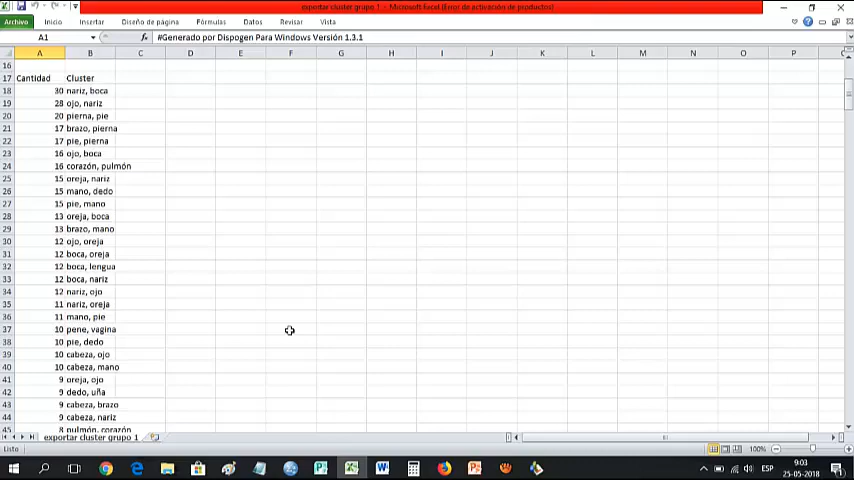 exportar cluster grupo 1 - Microsoft Excel (Error de activación de productos)
Archivo Inicio Insertar Diseño de página Fórmulas Datos Revisar Vista
A1 fx #Generado por Dispogen Para Windows Versión 1.3.1
A B C D E F G H I J K L M N O P
16
17 Cantidad Cluster
18 30 nariz, boca
19 28 ojo, nariz
20 20 pierna, pie
21 17 brazo, pierna
22 17 pie, pierna
23 16 ojo, boca
24 16 corazón, pulmón
25 15 oreja, nariz
26 15 mano, dedo
27 15 pie, mano
28 13 oreja, boca
29 13 brazo, mano
30 12 ojo, oreja
31 12 boca, oreja
32 12 boca, lengua
33 12 boca, nariz
34 12 nariz, ojo
35 11 nariz, oreja
36 11 mano, pie
37 10 pene, vagina
38 10 pie, dedo
39 10 cabeza, ojo
40 10 cabeza, mano
41 9 oreja, ojo
42 9 dedo, uña
43 9 cabeza, brazo
44 9 cabeza, nariz
45 8 pulmón, corazón
exportar cluster grupo 1
Listo 100%
ESP 9:03
25-05-2018